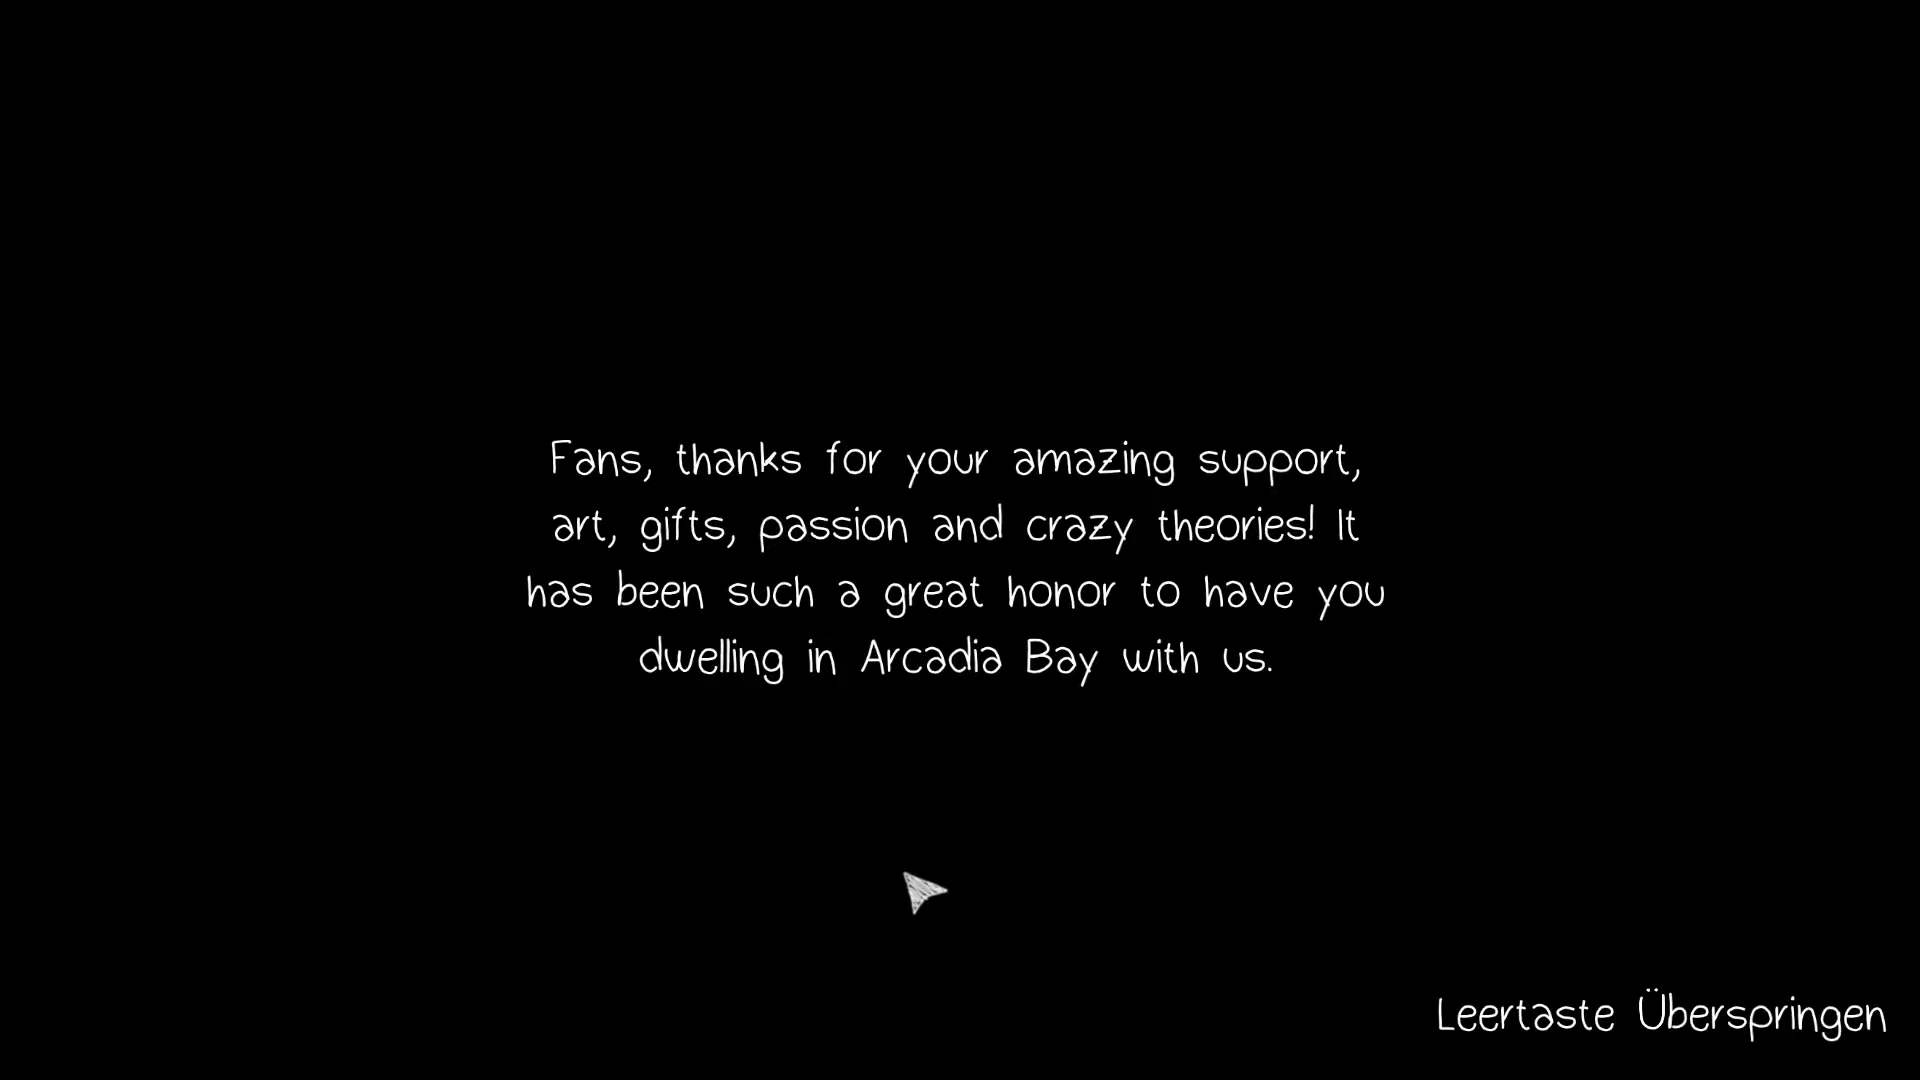 Fans, thanks for your amazing support,
art, gifts, passion and crazy theories! It
has been such a great honor to have you
dwelling in Arcadia Bay with us.
Leertaste Überspringen